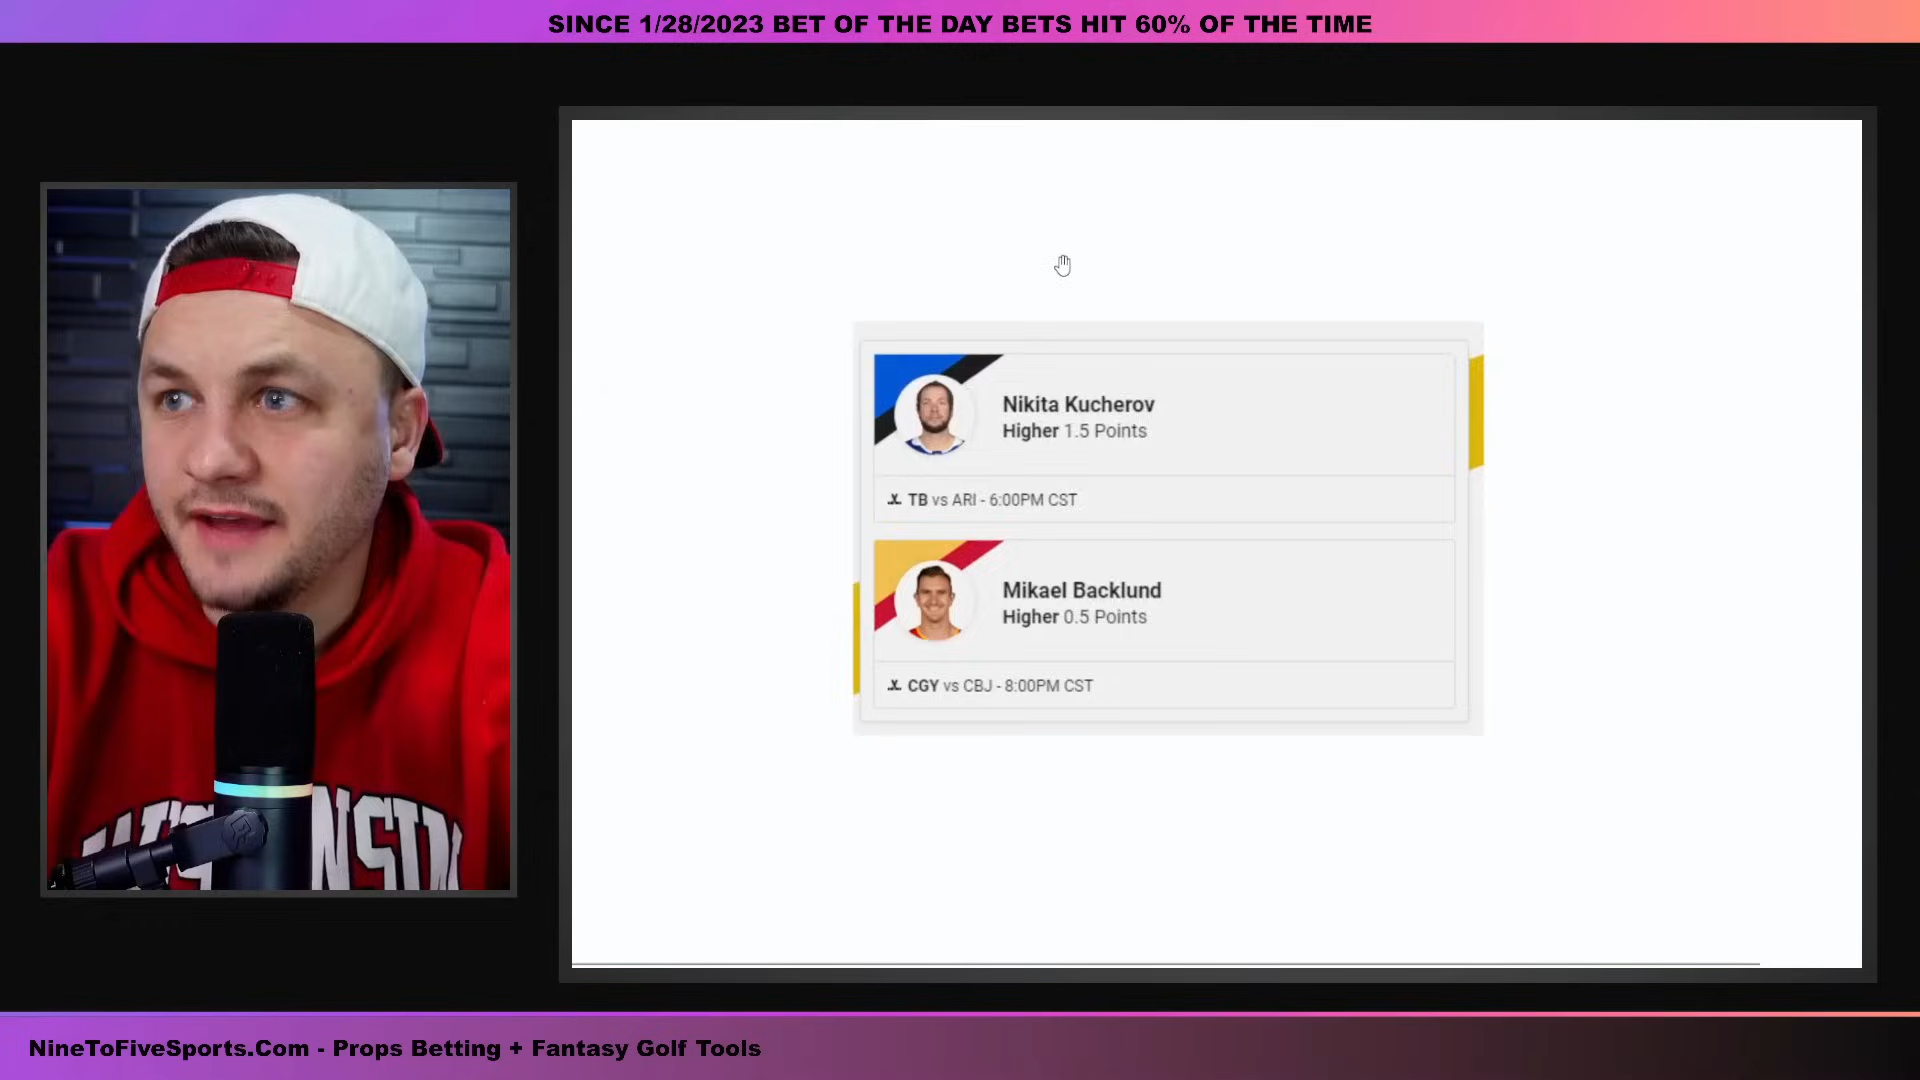 SINCE 1/28/2023 BET OF THE DAY BETS HIT 60% OF THE TIME
Nikita Kucherov
Higher 1.5 Points
TB vs ARI - 6:00PM CST
Mikael Backlund
Higher 0.5 Points
CGY vs CBJ - 8:00PM CST
NineToFiveSports.Com - Props Betting + Fantasy Golf Tools